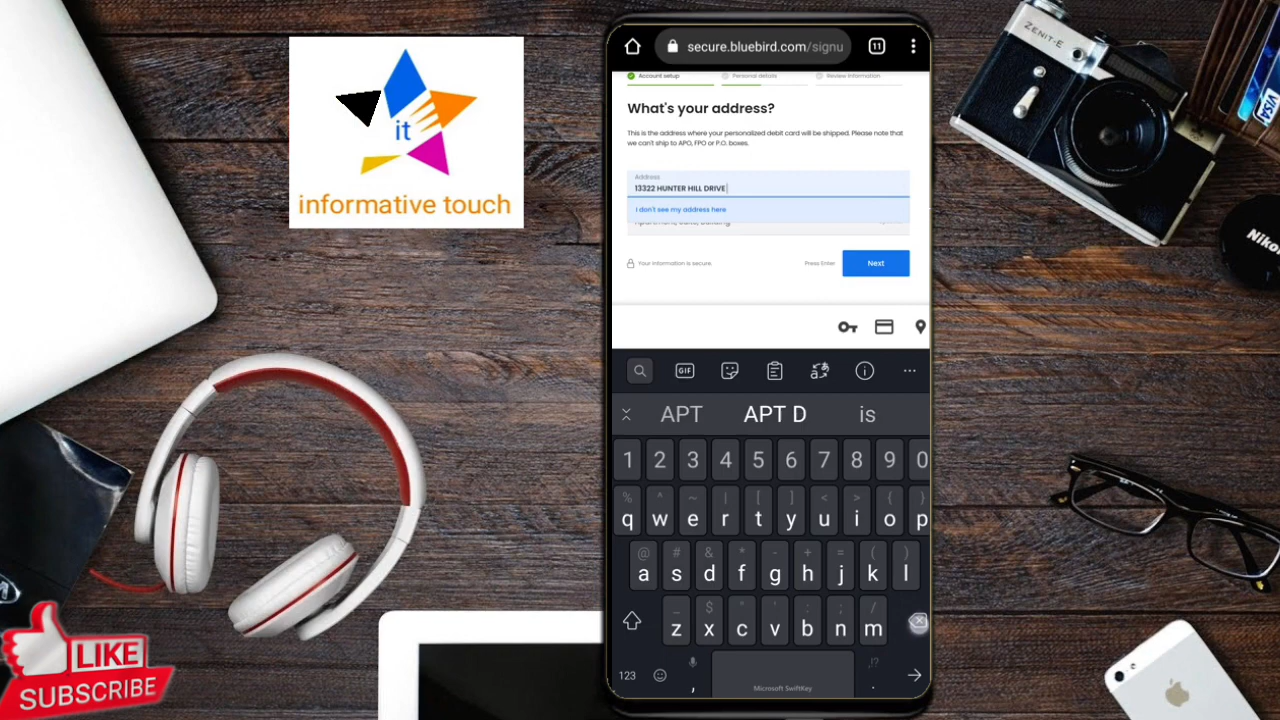 it
informative touch
LIKE
SUBSCRIBE
ZENIT-E
VISA
Nikon
secure.bluebird.com/signu
11
Account setup
Personal details
Review information
What's your address?
This is the address where your personalized debit card will be shipped. Please note that
we can't ship to APO, FPO or P.O. boxes.
Address
13322 HUNTER HILL DRIVE
I don't see my address here
Your information is secure.
Press Enter
Next
GIF
APT
APT D
is
1 2 3 4 5 6 7 8 9 0
% ^ ~ | [ ] < > { }
q w e r t y u i o p
@ # & * - + = ( )
a s d f g h j k l
_ $ " ' : ; /
z x c v b n m
123
, Microsoft SwiftKey .
,!?